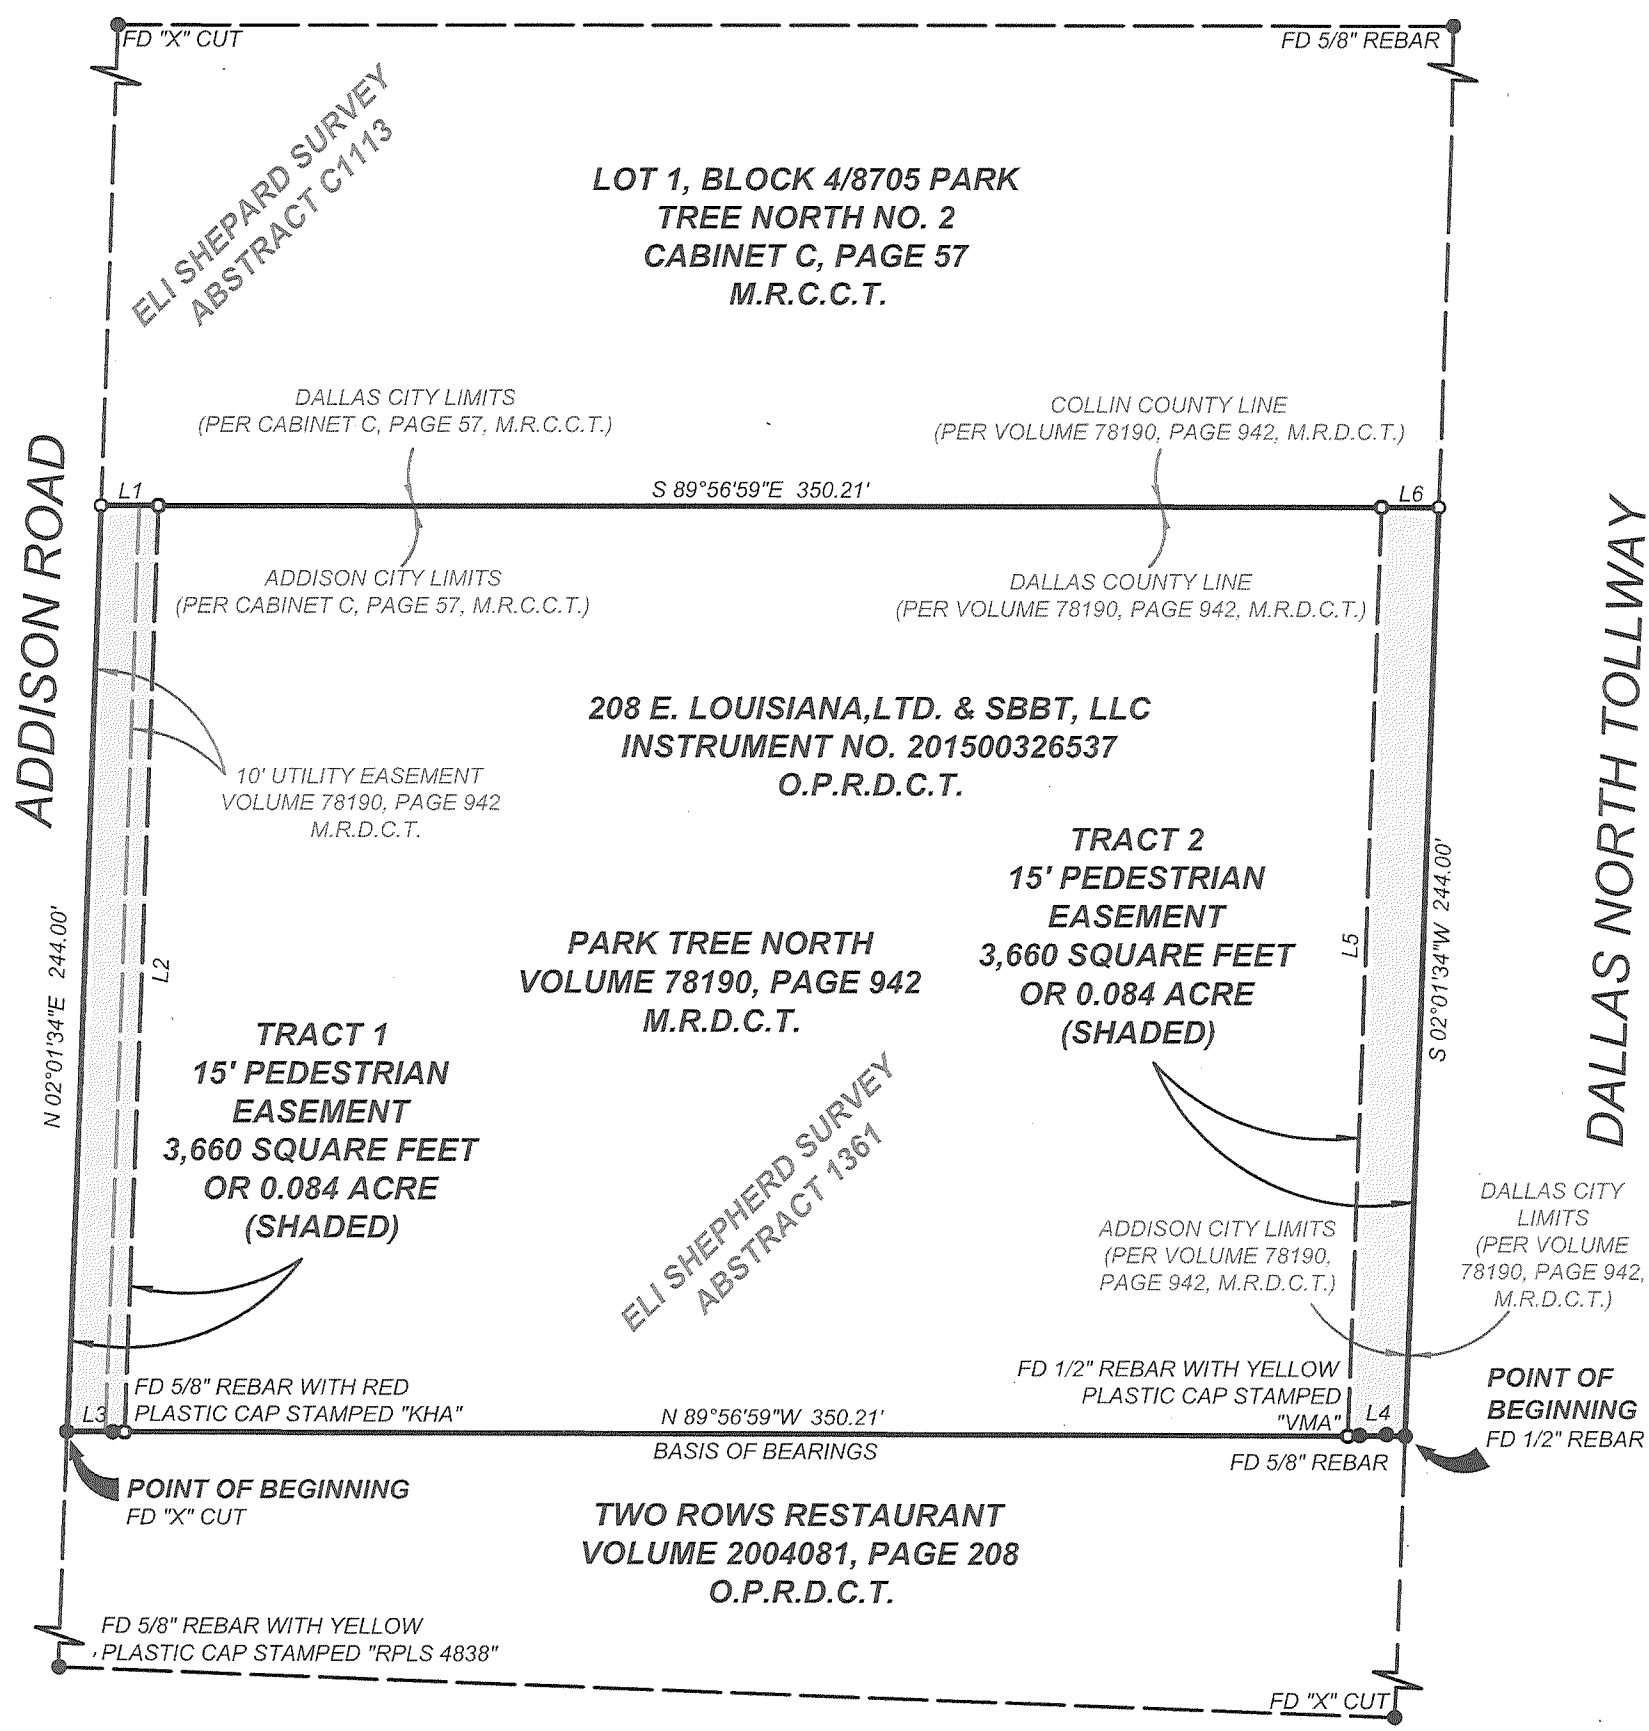 FD "X" CUT
FD 5/8" REBAR
ELI SHEPARD SURVEY
ABSTRACT C1113
LOT 1, BLOCK 4/8705 PARK
TREE NORTH NO. 2
CABINET C, PAGE 57
M.R.C.C.T.
DALLAS CITY LIMITS
(PER CABINET C, PAGE 57, M.R.C.C.T.)
COLLIN COUNTY LINE
(PER VOLUME 78190, PAGE 942, M.R.D.C.T.)
L1
S 89°56'59"E 350.21'
L6
ADDISON CITY LIMITS
(PER CABINET C, PAGE 57, M.R.C.C.T.)
DALLAS COUNTY LINE
(PER VOLUME 78190, PAGE 942, M.R.D.C.T.)
ADDISON ROAD
DALLAS NORTH TOLLWAY
208 E. LOUISIANA,LTD. & SBBT, LLC
INSTRUMENT NO. 201500326537
O.P.R.D.C.T.
10' UTILITY EASEMENT
VOLUME 78190, PAGE 942
M.R.D.C.T.
TRACT 2
15' PEDESTRIAN
EASEMENT
3,660 SQUARE FEET
OR 0.084 ACRE
(SHADED)
N 02°01'34"E 244.00'
L2
PARK TREE NORTH
VOLUME 78190, PAGE 942
M.R.D.C.T.
L5
S 02°01'34"W 244.00'
TRACT 1
15' PEDESTRIAN
EASEMENT
3,660 SQUARE FEET
OR 0.084 ACRE
(SHADED)
ELI SHEPHERD SURVEY
ABSTRACT 1361
ADDISON CITY LIMITS
(PER VOLUME 78190,
PAGE 942, M.R.D.C.T.)
DALLAS CITY
LIMITS
(PER VOLUME
78190, PAGE 942,
M.R.D.C.T.)
FD 5/8" REBAR WITH RED
PLASTIC CAP STAMPED "KHA"
L3
N 89°56'59"W 350.21'
BASIS OF BEARINGS
FD 1/2" REBAR WITH YELLOW
PLASTIC CAP STAMPED
"VMA"
L4
FD 5/8" REBAR
POINT OF
BEGINNING
FD 1/2" REBAR
POINT OF BEGINNING
FD "X" CUT
TWO ROWS RESTAURANT
VOLUME 2004081, PAGE 208
O.P.R.D.C.T.
FD 5/8" REBAR WITH YELLOW
PLASTIC CAP STAMPED "RPLS 4838"
FD "X" CUT